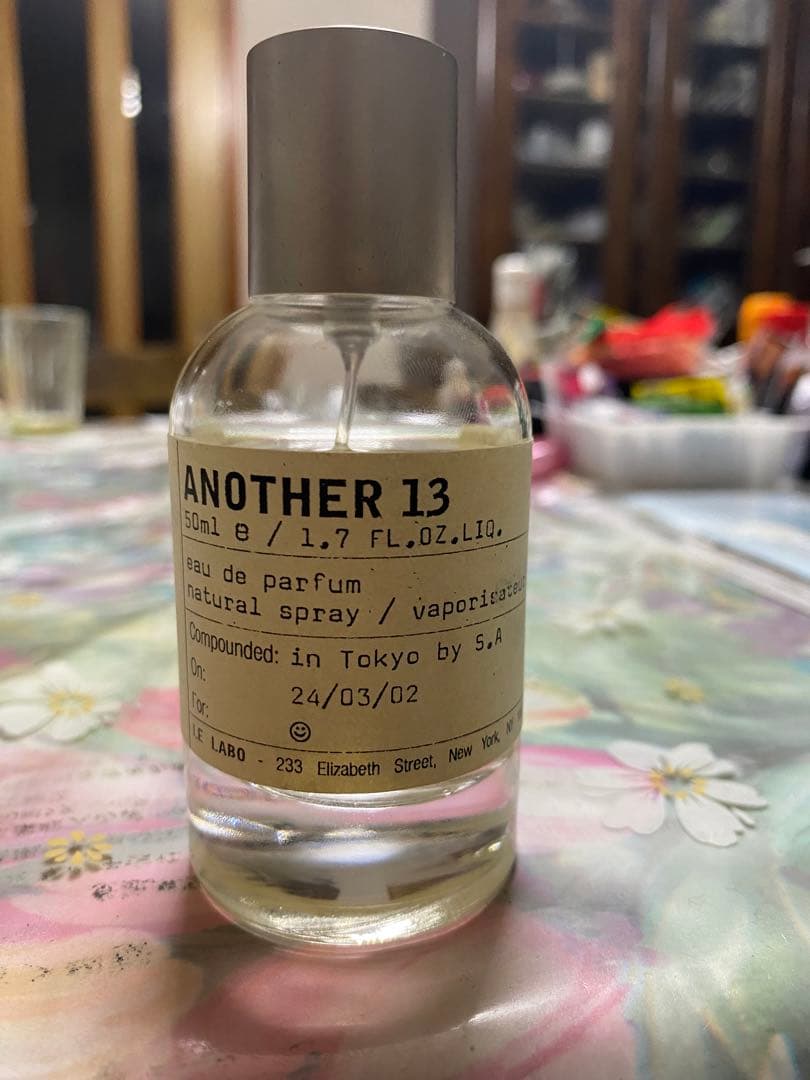 ANOTHER 13
50ml e / 1.7 FL.OZ.LIQ.
eau de parfum
natural spray / vaporisateur
Compounded: in Tokyo by S.A
On: 24/03/02
For: ☺
LE LABO - 233 Elizabeth Street, New York, NY